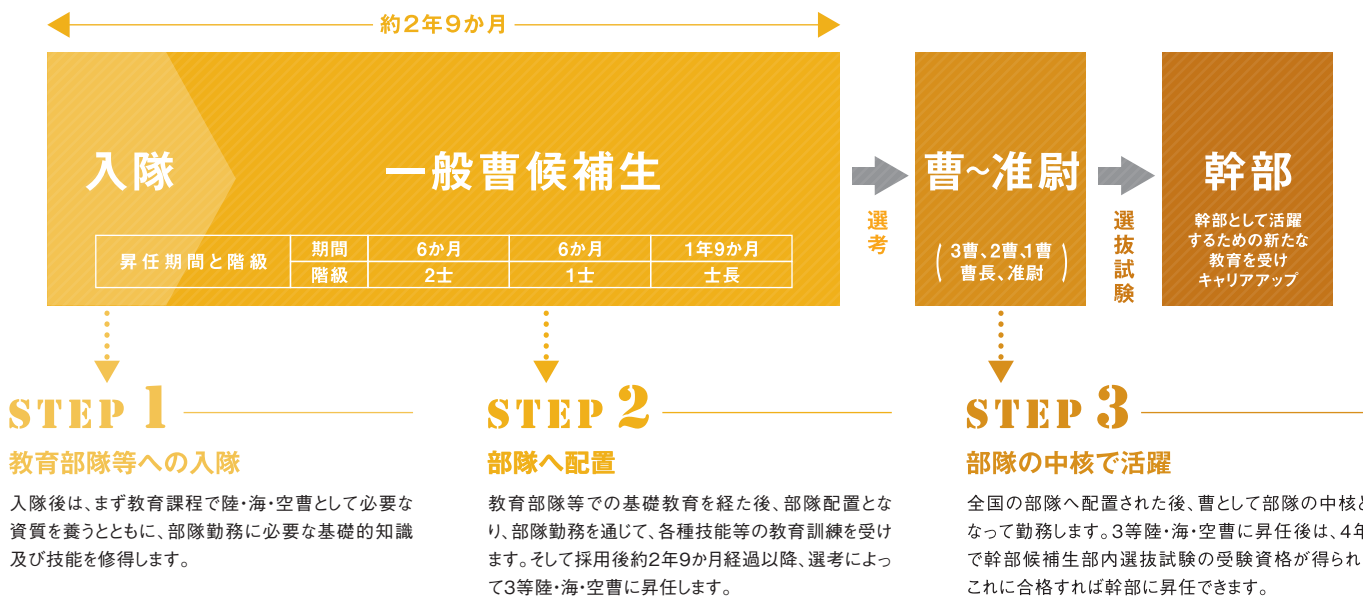 約2年9か月
入隊
一般曹候補生
昇任期間と階級
期間 6か月 6か月 1年9か月
階級 2士 1士 士長
選考
曹~准尉
(3曹、2曹、1曹
曹長、准尉)
選抜試験
幹部
幹部として活躍
するための新たな
教育を受け
キャリアアップ
STEP 1
教育部隊等への入隊
入隊後は、まず教育課程で陸・海・空曹として必要な
資質を養うとともに、部隊勤務に必要な基礎的知識
及び技能を修得します。
STEP 2
部隊へ配置
教育部隊等での基礎教育を経た後、部隊配置とな
り、部隊勤務を通じて、各種技能等の教育訓練を受け
ます。そして採用後約2年9か月経過以降、選考によっ
て3等陸・海・空曹に昇任します。
STEP 3
部隊の中核で活躍
全国の部隊へ配置された後、曹として部隊の中核と
なって勤務します。3等陸・海・空曹に昇任後は、4年
で幹部候補生部内選抜試験の受験資格が得られ
これに合格すれば幹部に昇任できます。